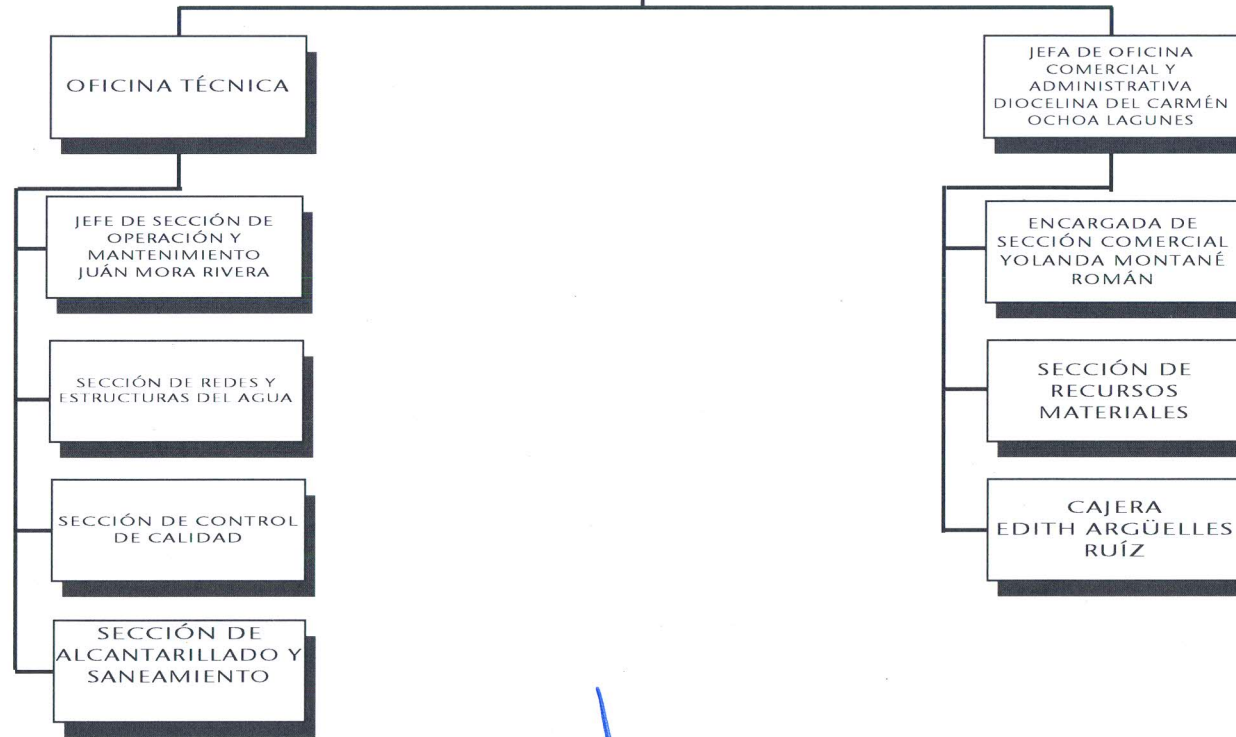 OFICINA TÉCNICA
JEFE DE SECCIÓN DE
OPERACIÓN Y
MANTENIMIENTO
JUÁN MORA RIVERA
SECCIÓN DE REDES Y
ESTRUCTURAS DEL AGUA
SECCIÓN DE CONTROL
DE CALIDAD
SECCIÓN DE
ALCANTARILLADO Y
SANEAMIENTO
JEFA DE OFICINA
COMERCIAL Y
ADMINISTRATIVA
DIOCELINA DEL CARMÉN
OCHOA LAGUNES
ENCARGADA DE
SECCIÓN COMERCIAL
YOLANDA MONTANÉ
ROMÁN
SECCIÓN DE
RECURSOS
MATERIALES
CAJERA
EDITH ARGÜELLES
RUÍZ